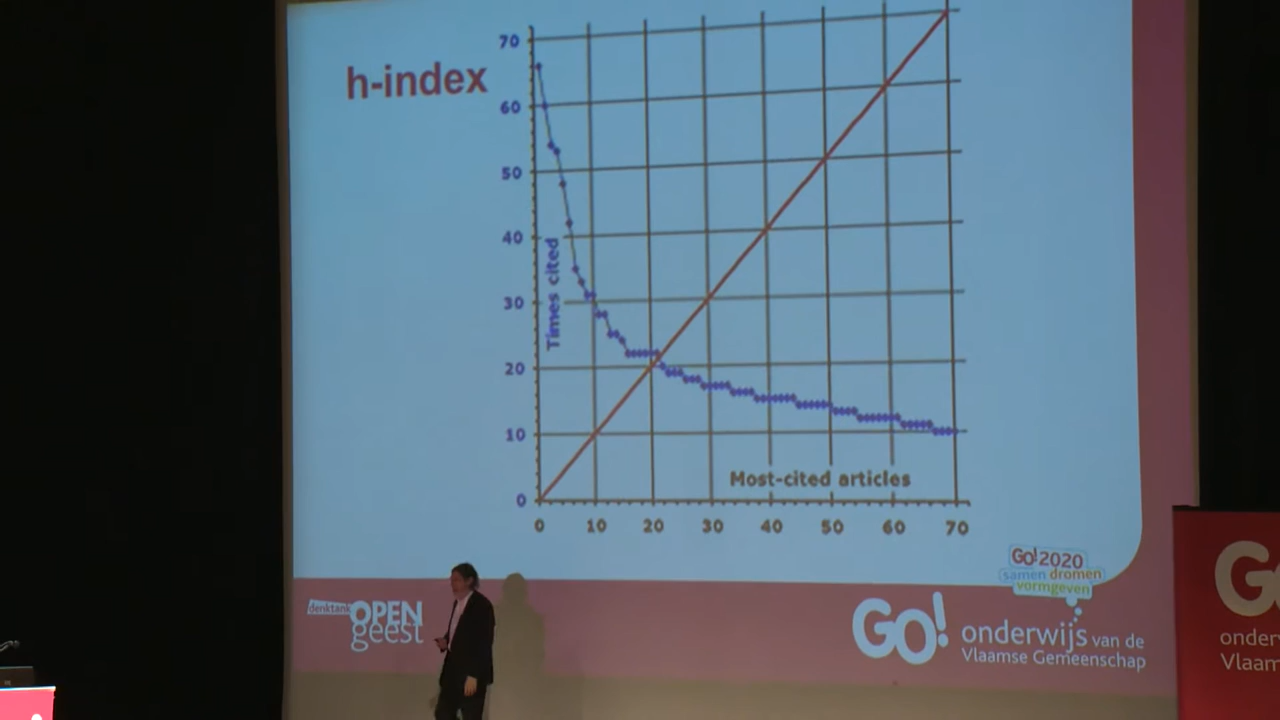 h-index
70
60
50
40
30
20
10
0
Times cited
Most-cited articles
0 10 20 30 40 50 60 70
GO!2020
samen dromen
vormgeven
denktank OPEN
geest
GO! onderwijs van de
Vlaamse Gemeenschap
G
onder
Vlaam